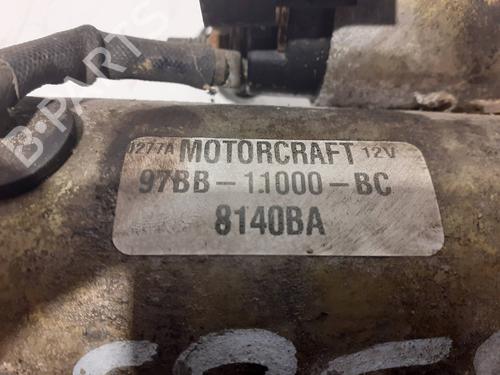 1277A MOTORCRAFT 12V
97BB-11000-BC
8140BA
B-PARTS